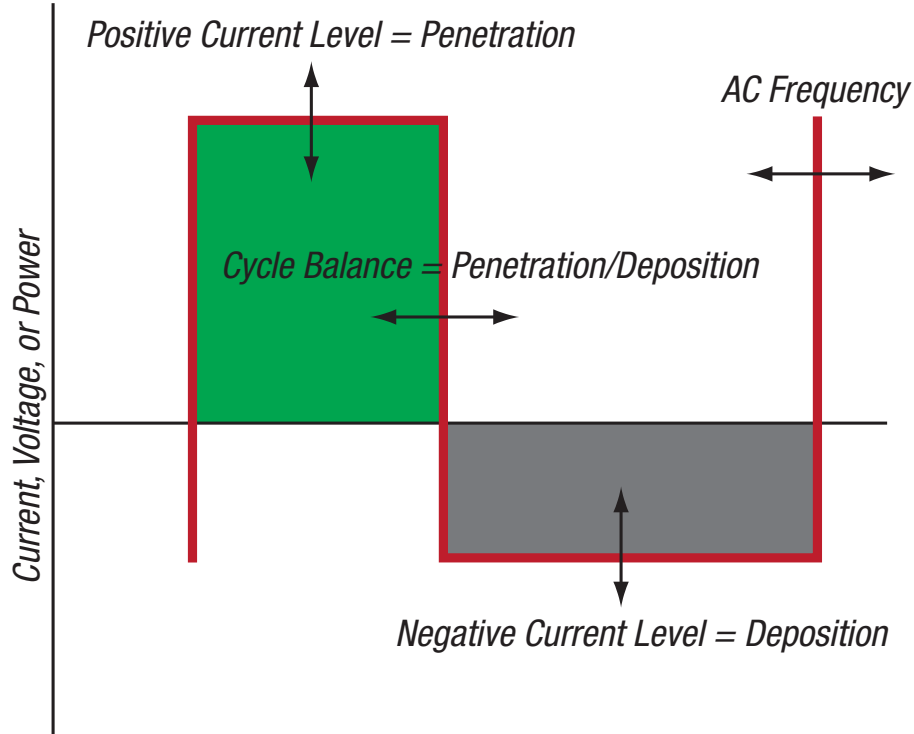 Positive Current Level = Penetration
AC Frequency
Cycle Balance = Penetration/Deposition
Current, Voltage, or Power
Negative Current Level = Deposition